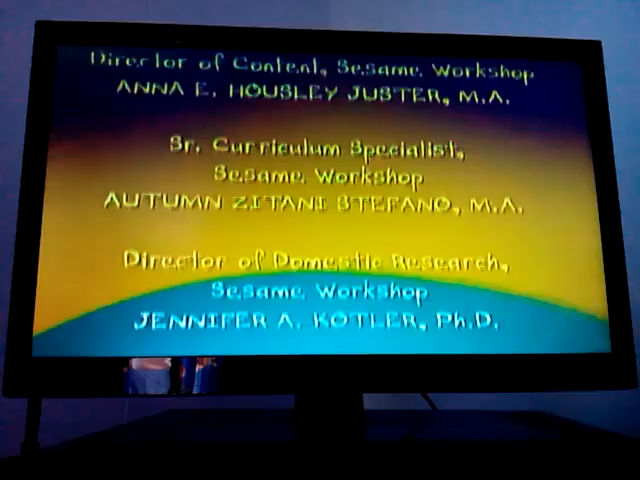 Director of Content, Sesame Workshop
ANNA E. HOUSLEY JUSTER, M.A.
Sr. Curriculum Specialist,
Sesame Workshop
AUTUMN ZITANI STEFANO, M.A.
Director of Domestic Research,
Sesame Workshop
JENNIFER A. KOTLER, Ph.D.